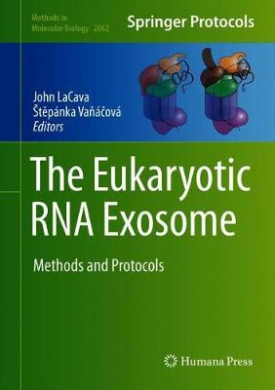 Methods in
Molecular Biology 2062
Springer Protocols
John LaCava
Štěpánka Vaňáčová
Editors
The Eukaryotic
RNA Exosome
Methods and Protocols
Humana Press